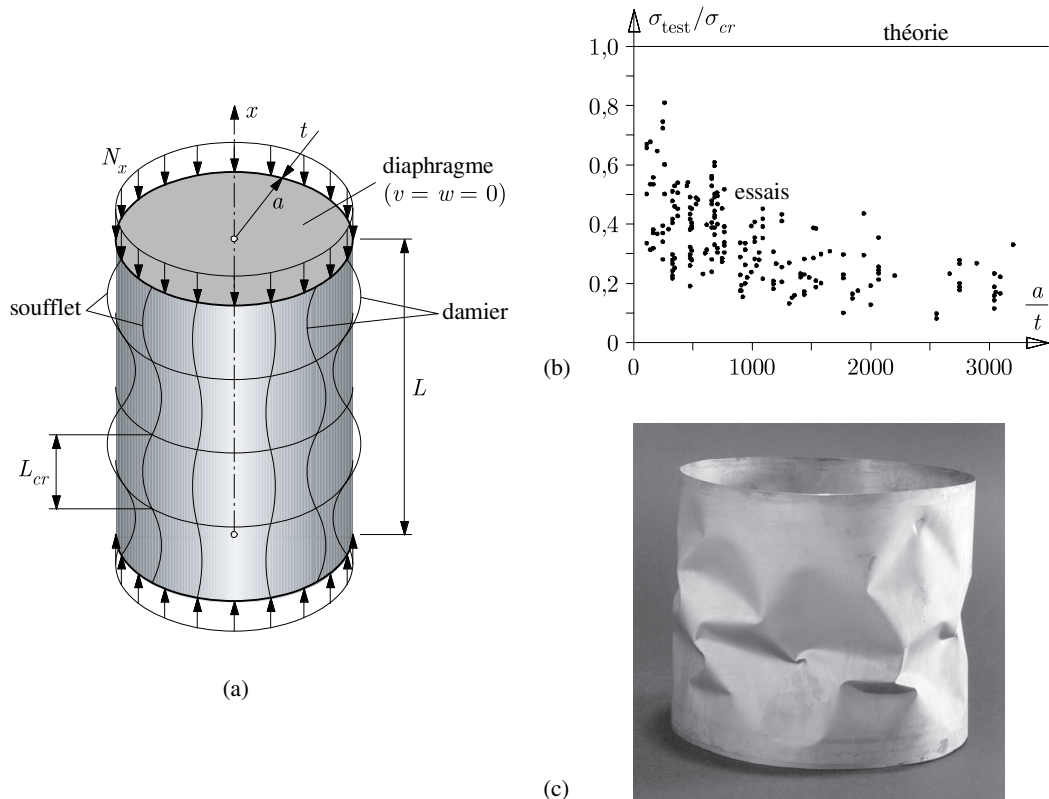 x
t
N_x
diaphragme
(v = w = 0)
a
soufflet
damier
L
L_cr
(a)
σ_test/σ_cr
théorie
1,0
0,8
0,6
essais
0,4
0,2
a/t
0
0 1000 2000 3000
(b)
(c)